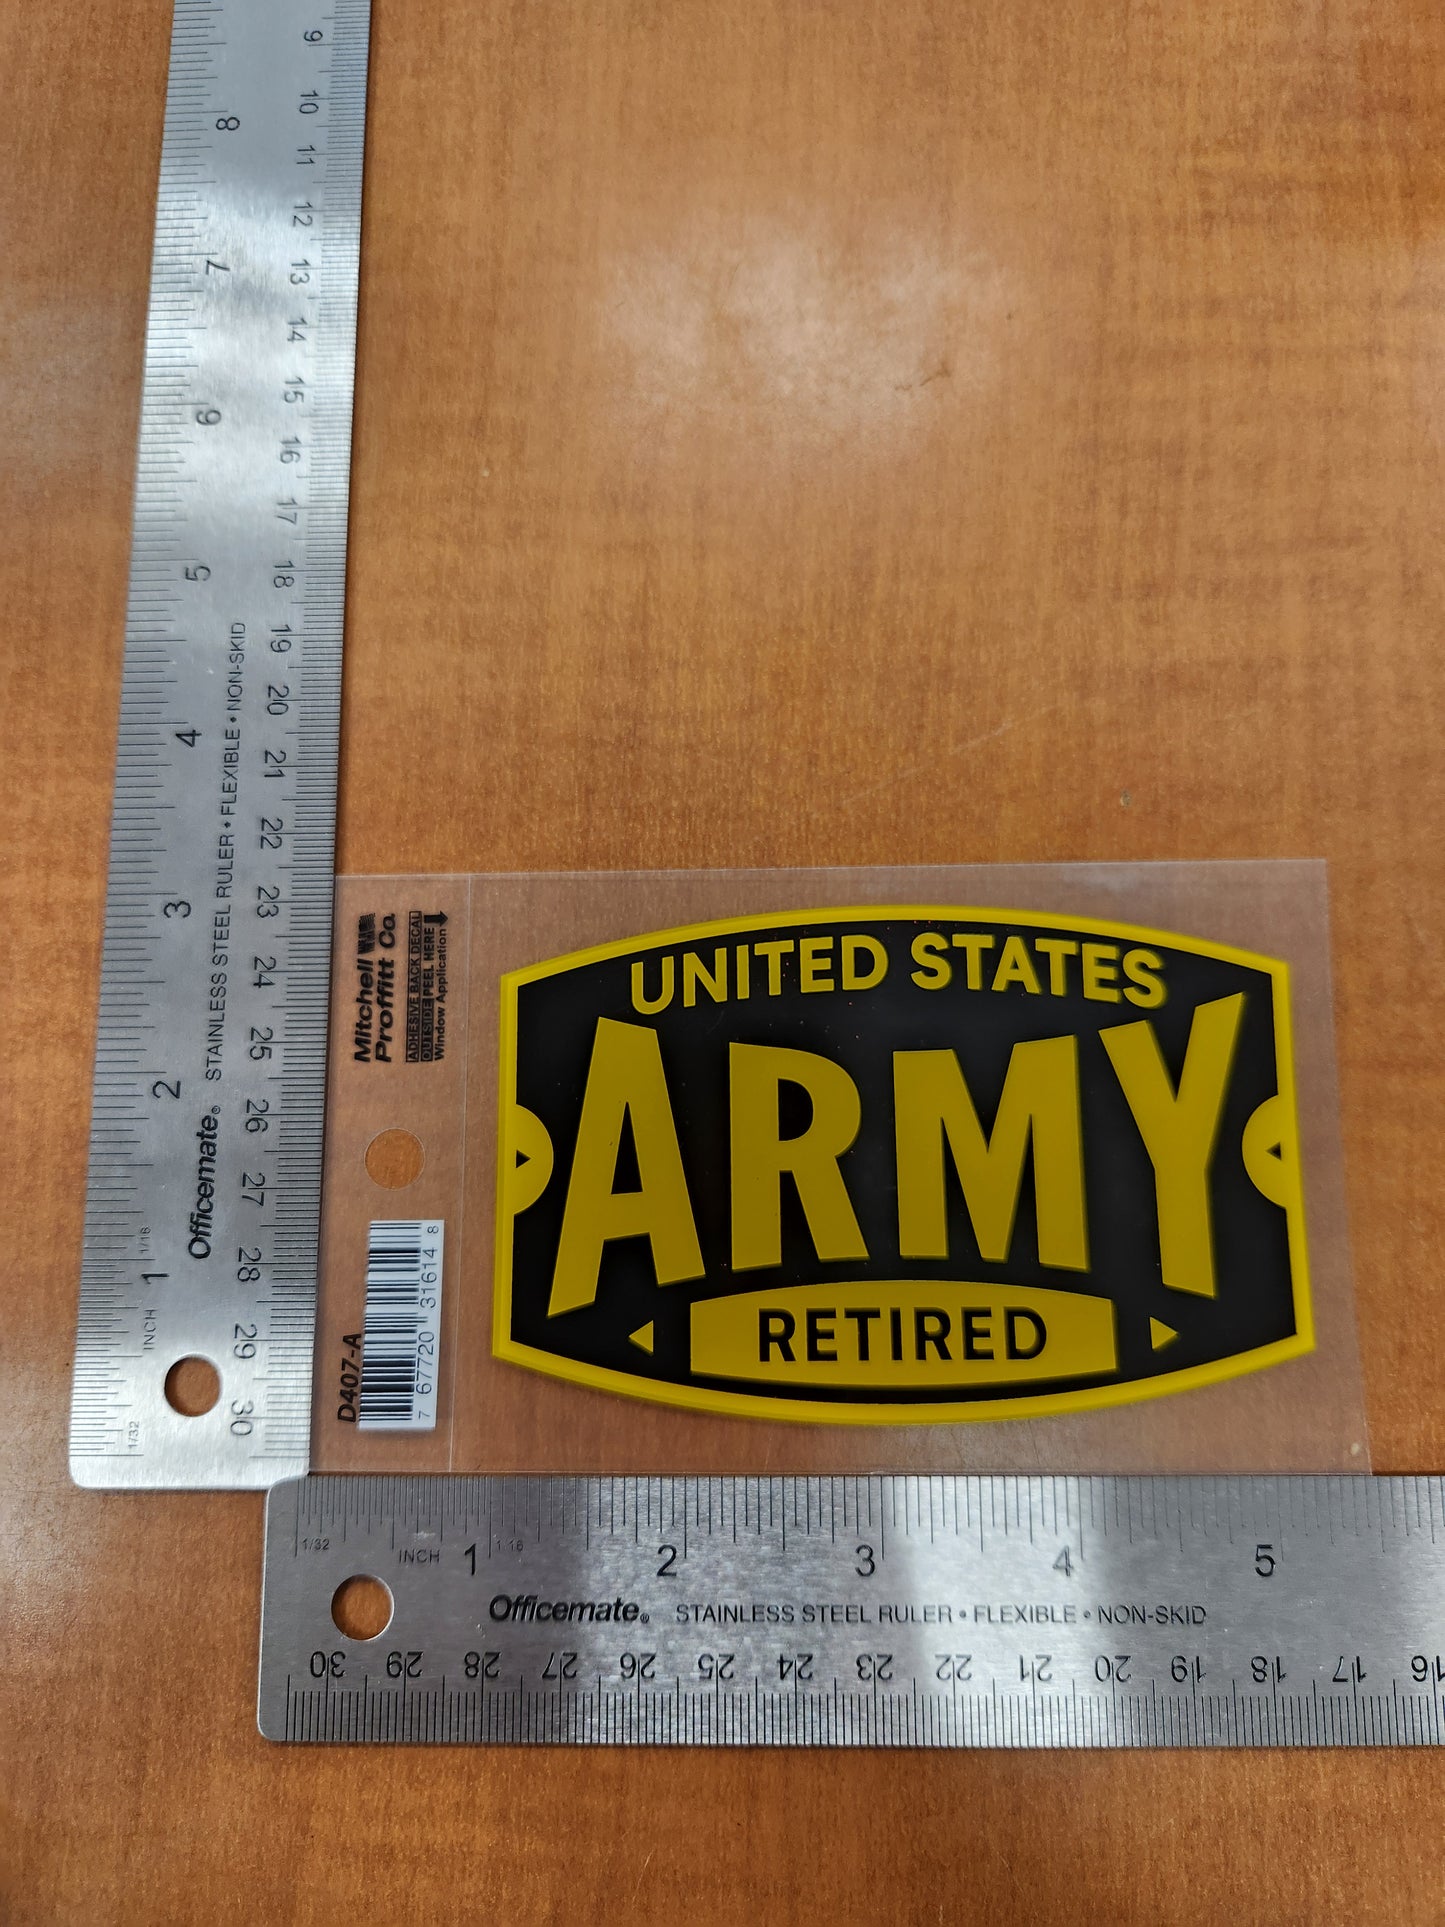 UNITED STATES
ARMY
RETIRED
Mitchell
Proffitt Co.
ADHESIVE BACK DECAL
OUTSIDE PEEL HERE
Window Application
D407-A
7 67720 31614 8
8
7
6
5
4
3
2
1
INCH
1/16
1/32
Officemate® STAINLESS STEEL RULER • FLEXIBLE • NON-SKID
9
10
11
12
13
14
15
16
17
18
19
20
21
22
23
24
25
26
27
28
29
30
1/32 INCH 1 1/16 2 3 4 5
Officemate® STAINLESS STEEL RULER • FLEXIBLE • NON-SKID
30 29 28 27 26 25 24 23 22 21 20 19 18 17 16